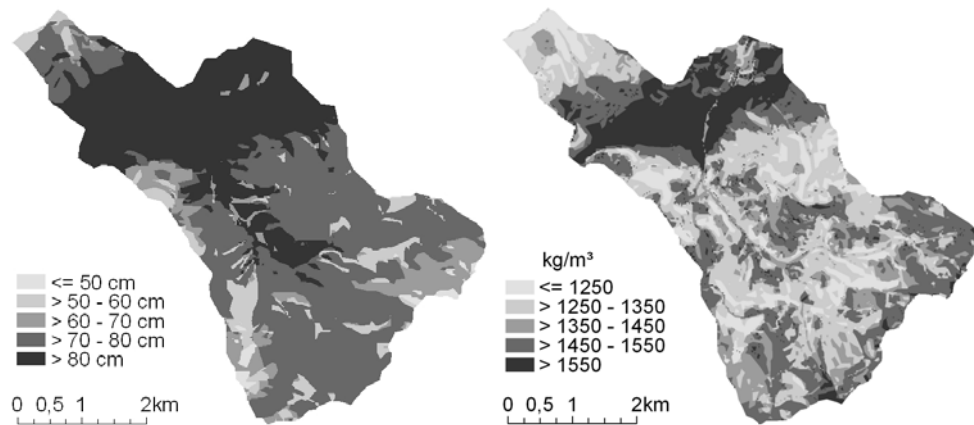 <= 50 cm
> 50 - 60 cm
> 60 - 70 cm
> 70 - 80 cm
> 80 cm
0 0,5 1 2km
kg/m³
<= 1250
> 1250 - 1350
> 1350 - 1450
> 1450 - 1550
> 1550
0 0,5 1 2km